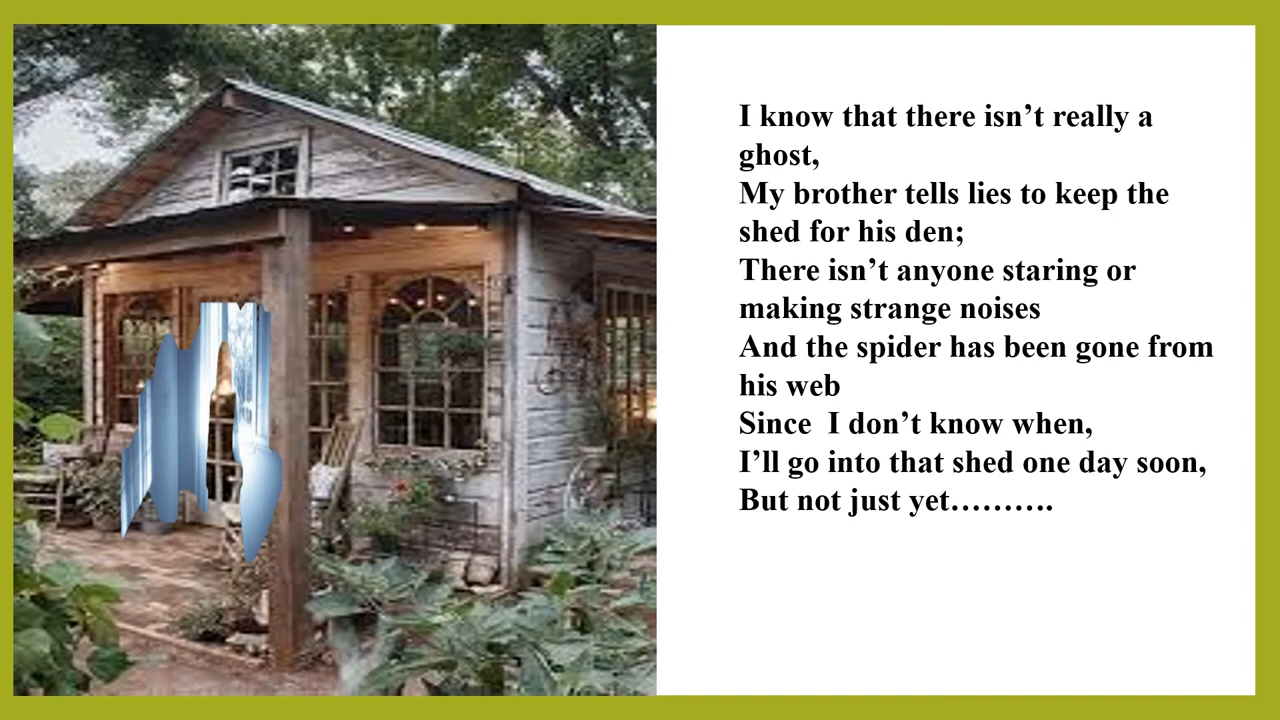 I know that there isn’t really a
ghost,
My brother tells lies to keep the
shed for his den;
There isn’t anyone staring or
making strange noises
And the spider has been gone from
his web
Since  I don’t know when,
I’ll go into that shed one day soon,
But not just yet……….